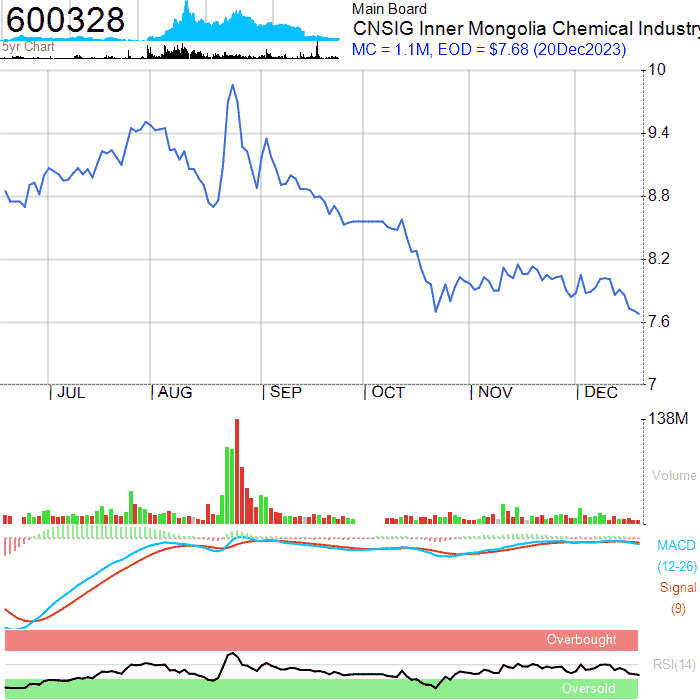 600328
5yr Chart
Main Board
CNSIG Inner Mongolia Chemical Industry
MC = 1.1M, EOD = $7.68 (20Dec2023)
10
9.4
8.8
8.2
7.6
7
JUL
AUG
SEP
OCT
NOV
DEC
138M
Volume
MACD
(12-26)
Signal
(9)
Overbought
RSI(14)
Oversold